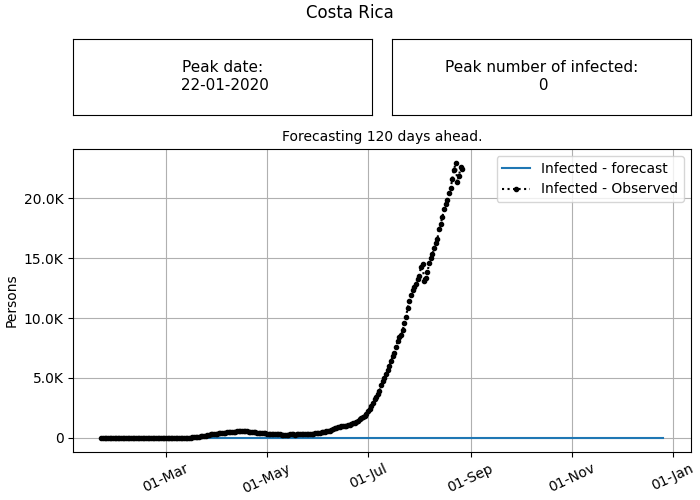 Costa Rica
Peak date:
22-01-2020
Peak number of infected:
0
Forecasting 120 days ahead.
Infected - forecast
Infected - Observed
20.0K
15.0K
10.0K
5.0K
0
Persons
01-Mar
01-May
01-Jul
01-Sep
01-Nov
01-Jan